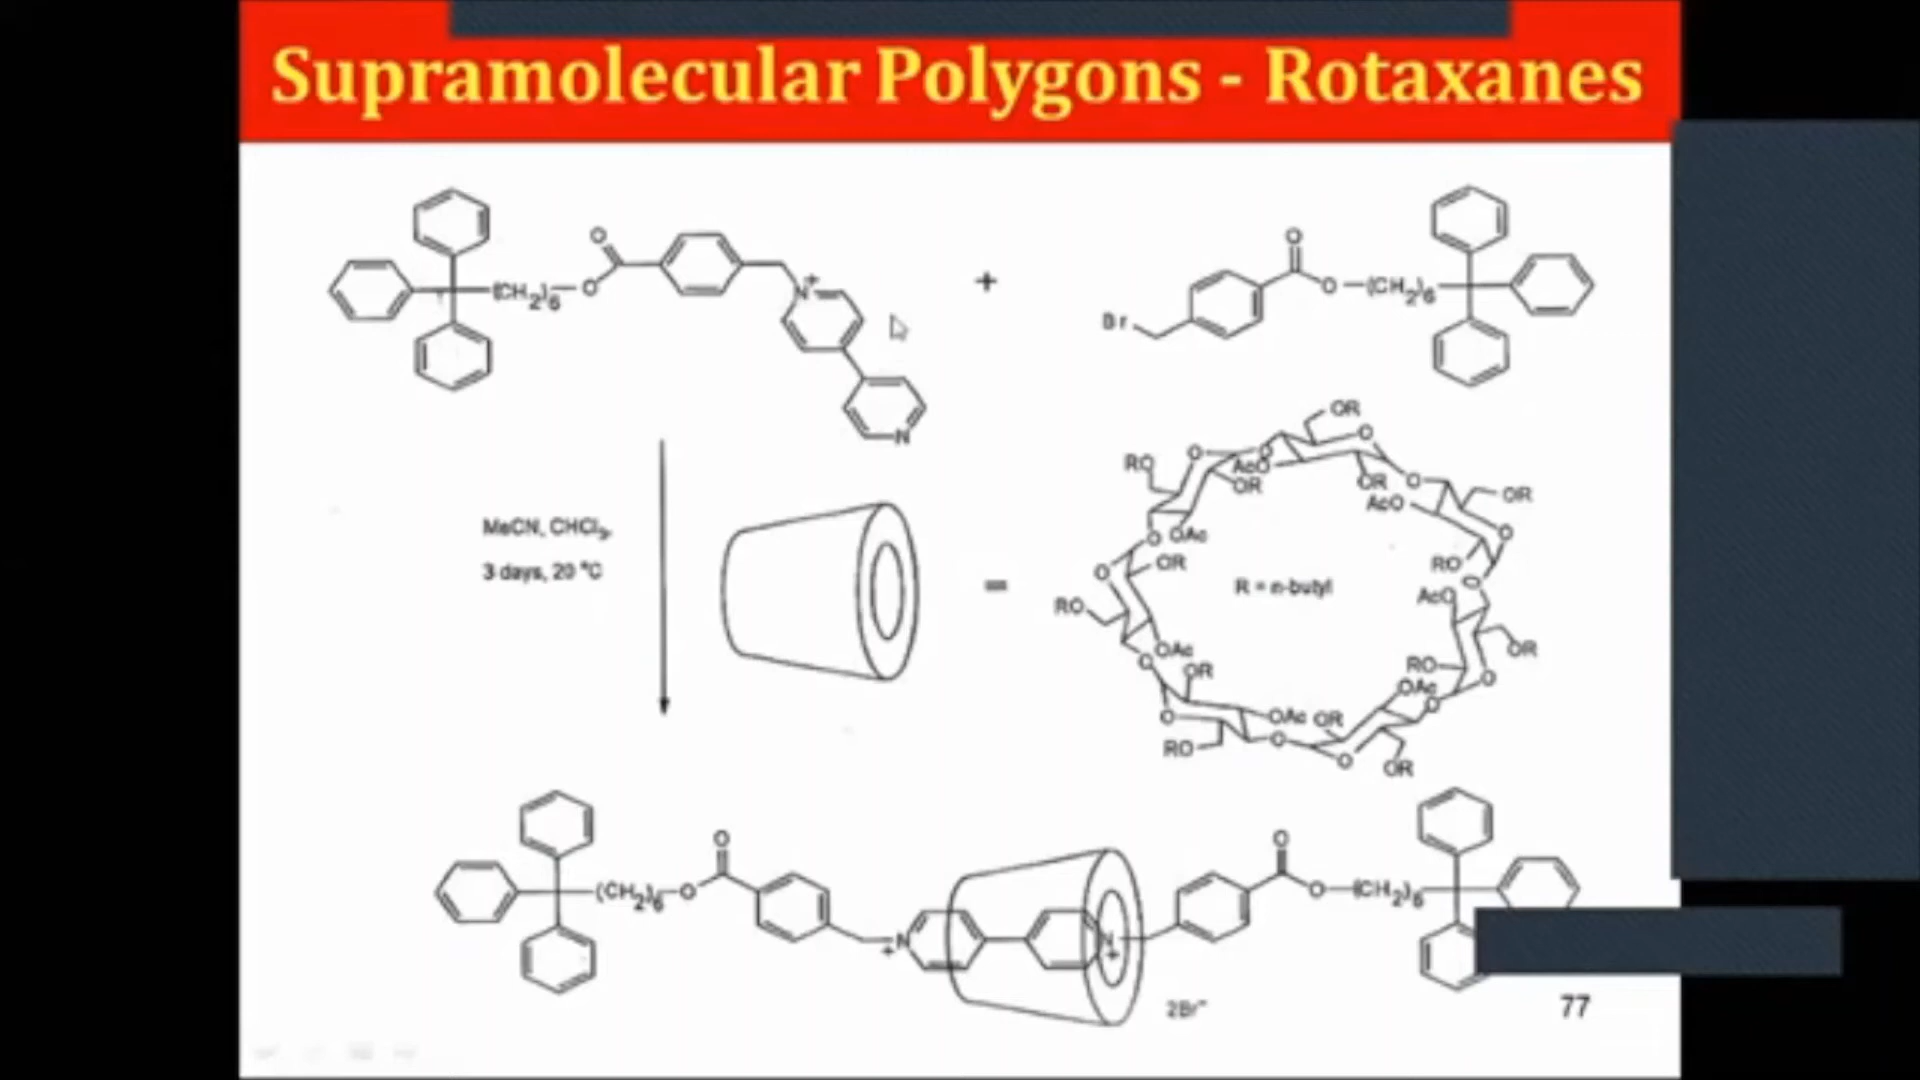 Supramolecular Polygons - Rotaxanes
(CH2)6 O O N+ N
+
Br O O (CH2)6
MeCN, CHCl3,
3 days, 20 °C
=
OR O
RO O O AcO OR OR O OR
AcO
O OAc RO O
O OR R = n-butyl O
RO AcO
OAc OR
O OR RO O
OAc O
O OAc OR
RO O O
OR
(CH2)6 O O N+ N+ O O (CH2)6
2Br-
77